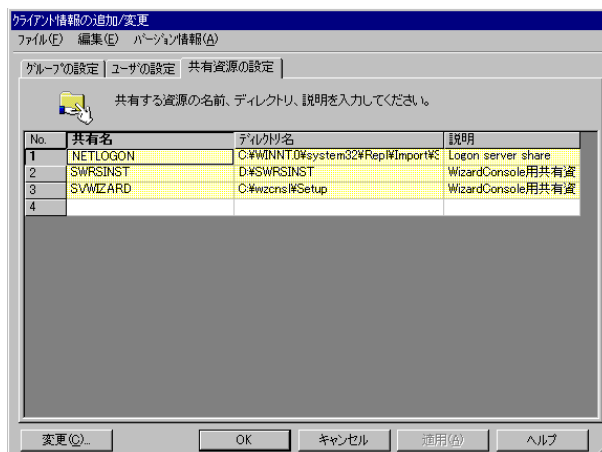 クライアント情報の追加/変更
ファイル(F) 編集(E) バージョン情報(A)
グループの設定 ユーザの設定 共有資源の設定
共有する資源の名前、ディレクトリ、説明を入力してください。
No. 共有名 ディレクトリ名 説明
1 NETLOGON C:¥WINNT.0¥system32¥Repl¥Import¥S Logon server share
2 SWRSINST D:¥SWRSINST WizardConsole用共有資
3 SVWIZARD C:¥wzcnsl¥Setup WizardConsole用共有資
4
変更(C)... OK キャンセル 適用(A) ヘルプ